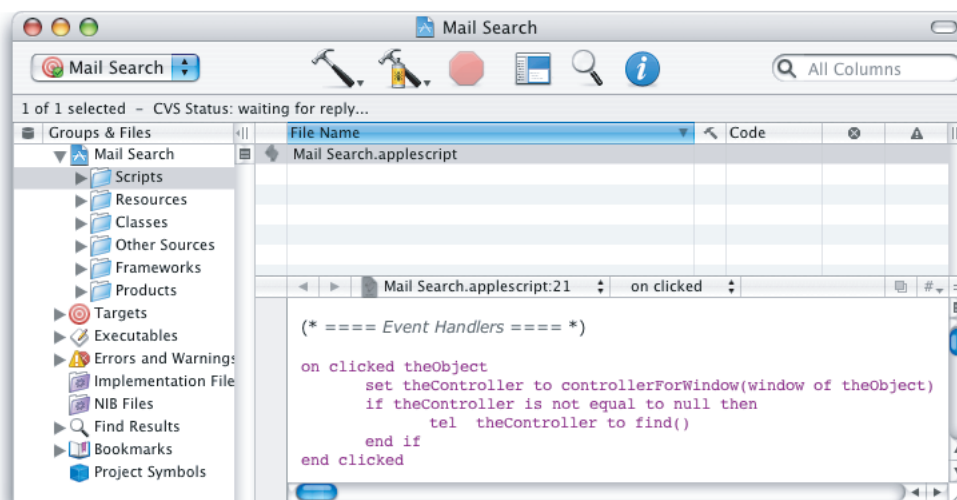 Mail Search
Mail Search
All Columns
1 of 1 selected – CVS Status: waiting for reply...
Groups & Files
File Name
Code
Mail Search
Mail Search.applescript
Scripts
Resources
Classes
Other Sources
Frameworks
Products
Targets
Executables
Errors and Warnings
Implementation File
NIB Files
Find Results
Bookmarks
Project Symbols
Mail Search.applescript:21
on clicked
#
(* ==== Event Handlers ==== *)
on clicked theObject
set theController to controllerForWindow(window of theObject)
if theController is not equal to null then
tel  theController to find()
end if
end clicked